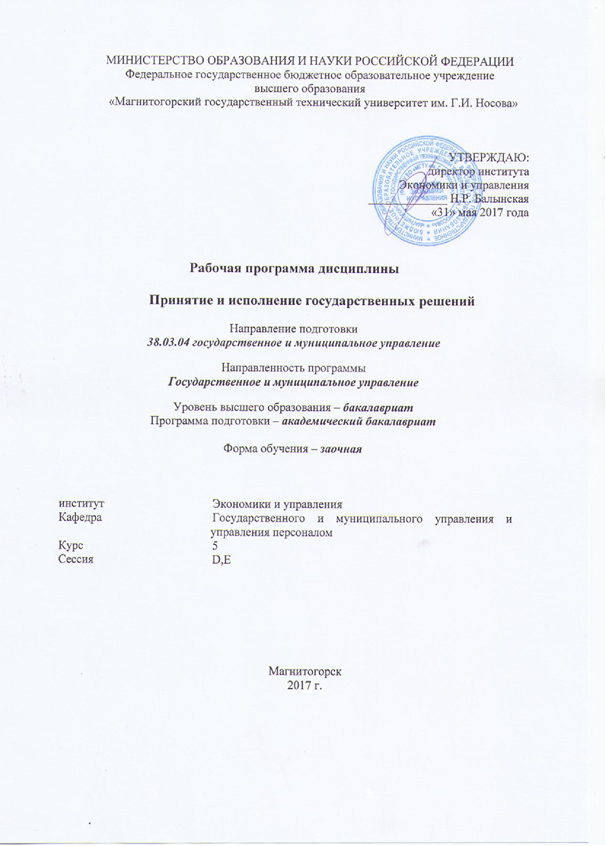 МИНИСТЕРСТВО ОБРАЗОВАНИЯ И НАУКИ РОССИЙСКОЙ ФЕДЕРАЦИИ
Федеральное государственное бюджетное образовательное учреждение
высшего образования
«Магнитогорский государственный технический университет им. Г.И. Носова»
УТВЕРЖДАЮ:
директор института
Экономики и управления
Н.Р. Балынская
«31» мая 2017 года
Рабочая программа дисциплины
Принятие и исполнение государственных решений
Направление подготовки
38.03.04 государственное и муниципальное управление
Направленность программы
Государственное и муниципальное управление
Уровень высшего образования – бакалавриат
Программа подготовки – академический бакалавриат
Форма обучения – заочная
институт Экономики и управления
Кафедра Государственного и муниципального управления и
управления персоналом
Курс 5
Сессия D,E
Магнитогорск
2017 г.